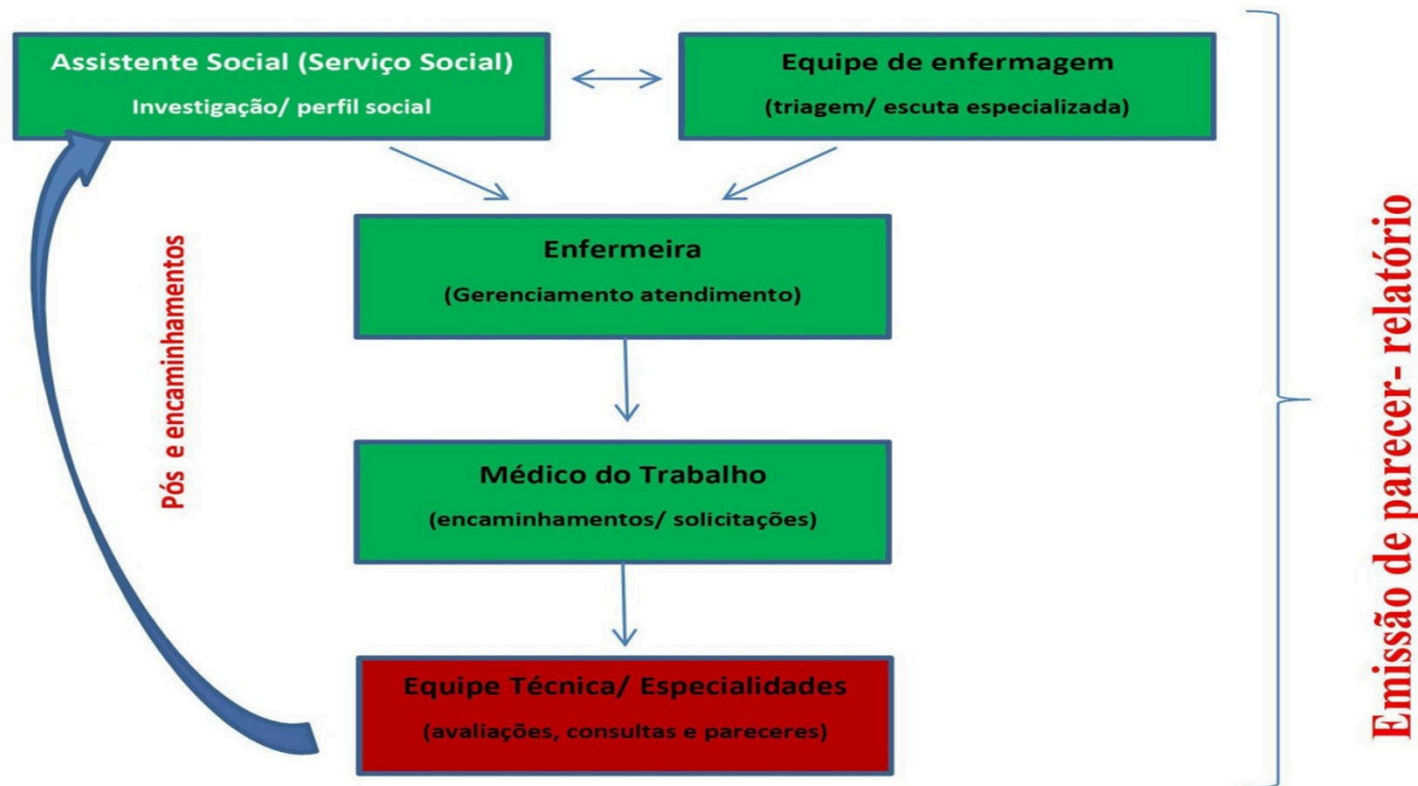 Assistente Social (Serviço Social)
Investigação/ perfil social
Equipe de enfermagem
(triagem/ escuta especializada)
Enfermeira
(Gerenciamento atendimento)
Médico do Trabalho
(encaminhamentos/ solicitações)
Equipe Técnica/ Especialidades
(avaliações, consultas e pareceres)
Pós e encaminhamentos
Emissão de parecer- relatório